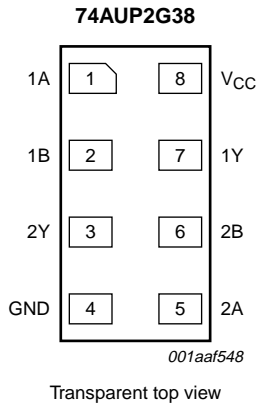 74AUP2G38
1A 1 8 VCC
1B 2 7 1Y
2Y 3 6 2B
GND 4 5 2A
001aaf548
Transparent top view